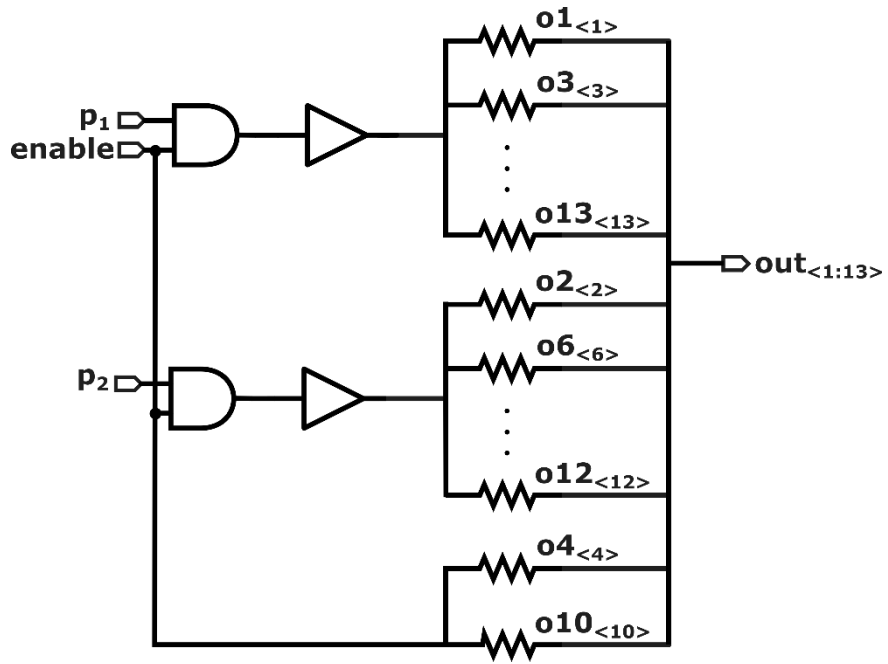 o1<1>
o3<3>
p1
enable
o13<13>
out<1:13>
o2<2>
o6<6>
p2
o12<12>
o4<4>
o10<10>